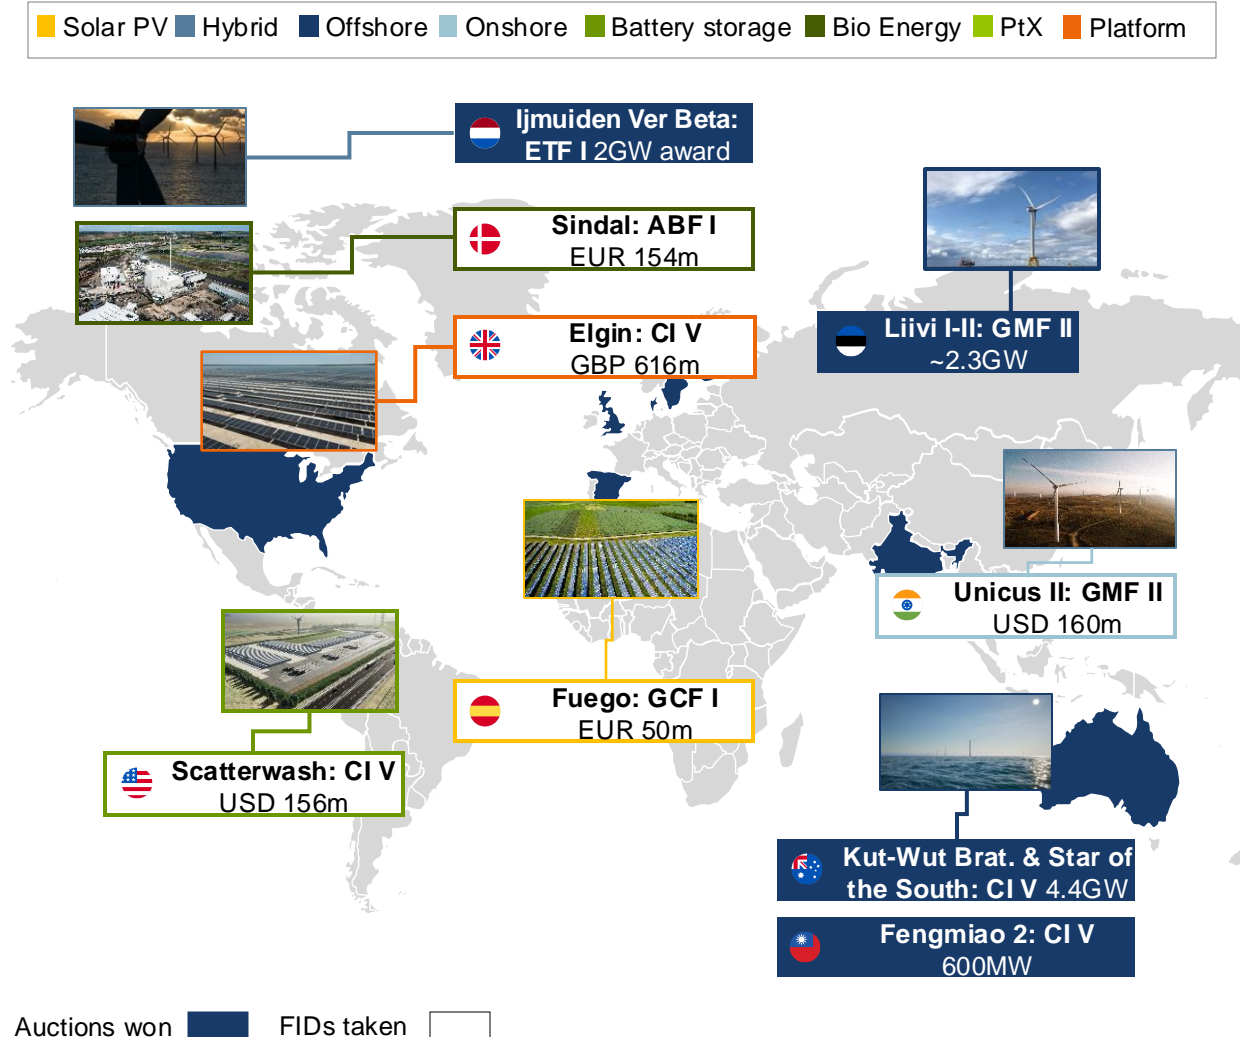 Solar PV Hybrid Offshore Onshore Battery storage Bio Energy PtX Platform
Ijmuiden Ver Beta:
ETF I 2GW award
Sindal: ABF I
EUR 154m
Elgin: CI V
GBP 616m
Liivi I-II: GMF II
~2.3GW
Unicus II: GMF II
USD 160m
Fuego: GCF I
EUR 50m
Scatterwash: CI V
USD 156m
Kut-Wut Brat. & Star of
the South: CI V 4.4GW
Fengmiao 2: CI V
600MW
Auctions won FIDs taken